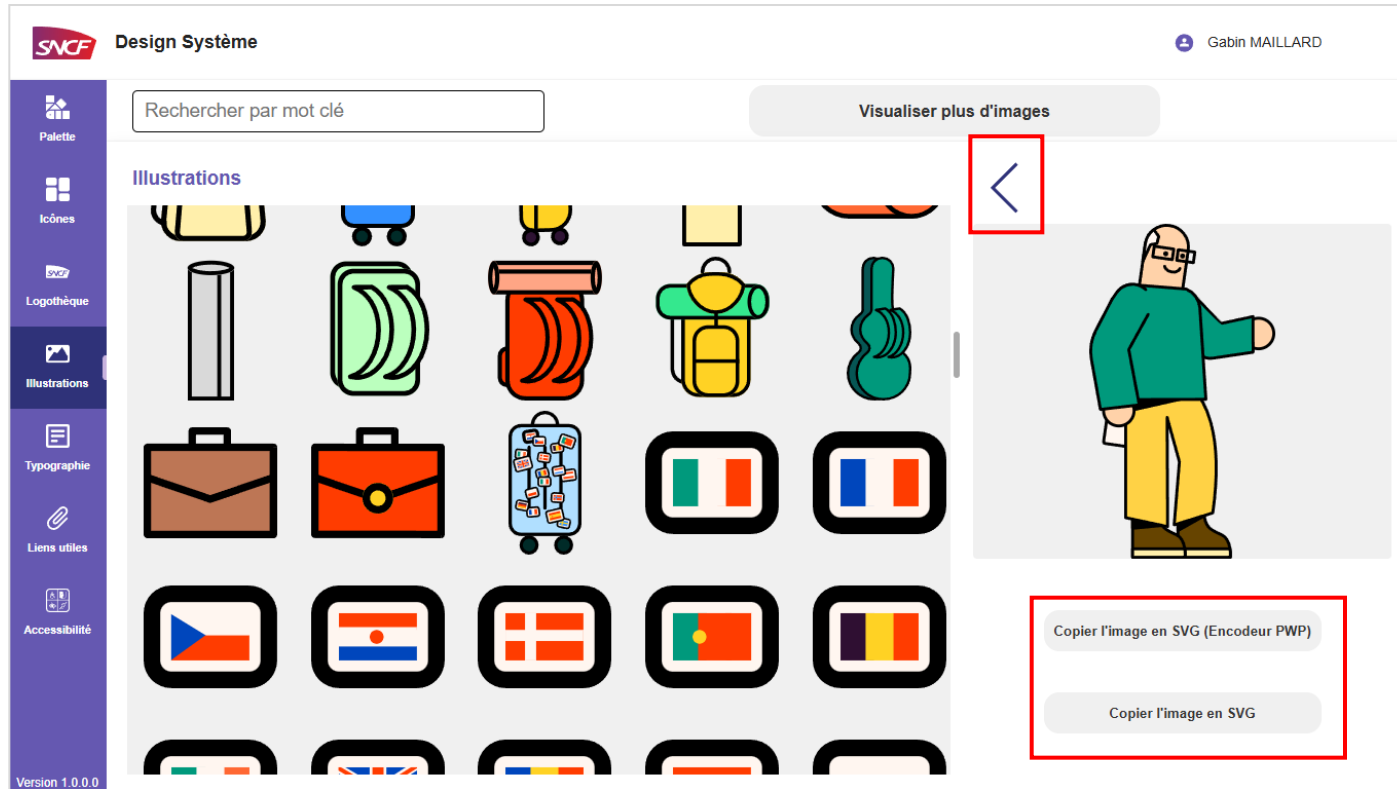 SNCF
Design Système
Gabin MAILLARD
Palette
Rechercher par mot clé
Visualiser plus d'images
Icônes
Illustrations
SNCF
Logothèque
Illustrations
Typographie
Liens utiles
Accessibilité
Copier l'image en SVG (Encodeur PWP)
Copier l'image en SVG
Version 1.0.0.0